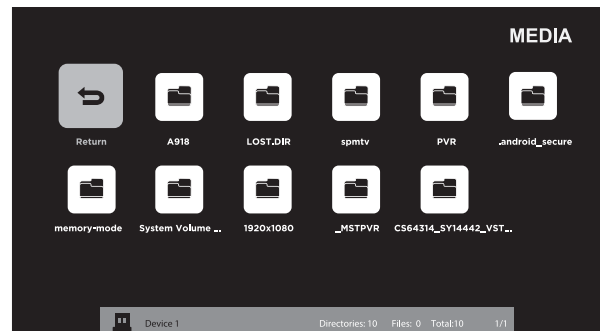 MEDIA
Return A918 LOST.DIR spmtv PVR .android_secure
memory-mode System Volume ... 1920x1080 _MSTPVR CS64314_SY14442_VST...
Device 1 Directories: 10 Files: 0 Total:10 1/1